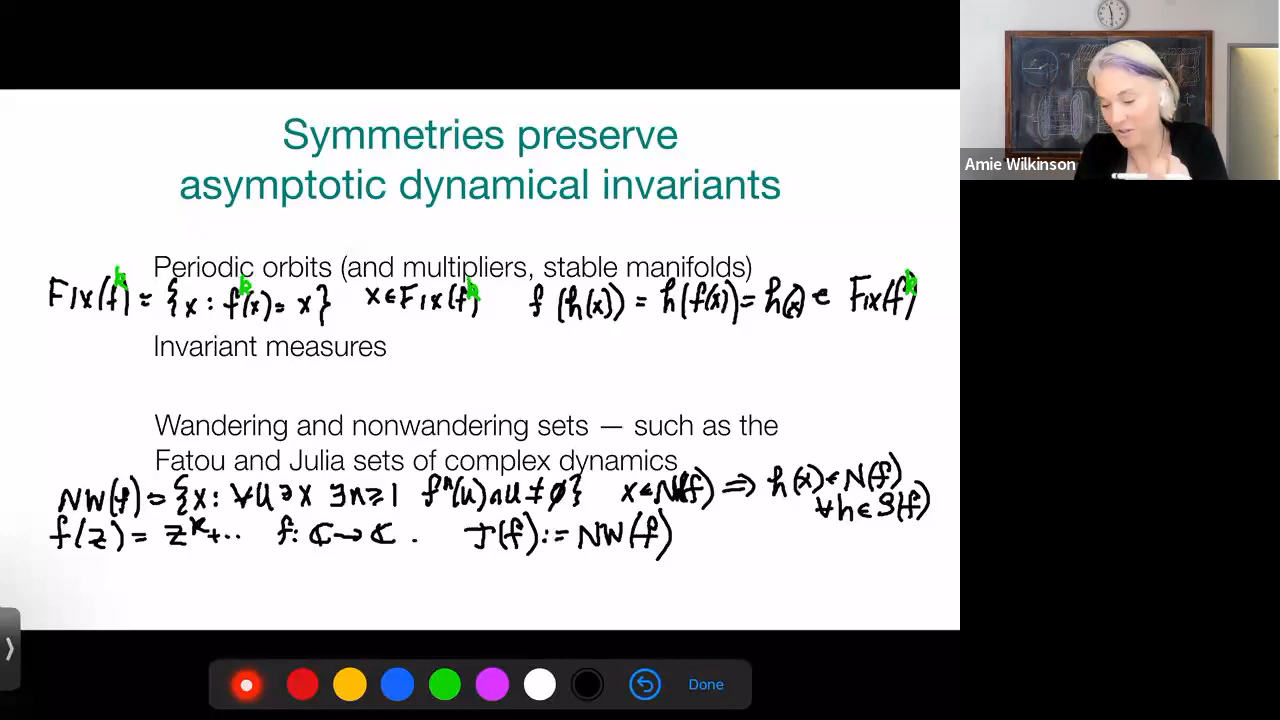 Symmetries preserve
asymptotic dynamical invariants
Periodic orbits (and multipliers, stable manifolds)
Fix(f^k) = {x : f^k(x) = x} x ∈ Fix(f^k) f(h(x)) = h(f(x)) = h(x) ∈ Fix(f^k)
Invariant measures
Wandering and nonwandering sets — such as the
Fatou and Julia sets of complex dynamics
NW(f) = {x : ∀U∋x ∃n≥1 f^n(U)∩U ≠ ∅} x∈NW(f) ⇒ h(x)∈N(f)
∀h∈S(f)
f(z) = z^k+.. f: ℂ→ℂ. J(f) := NW(f)
Done
Amie Wilkinson